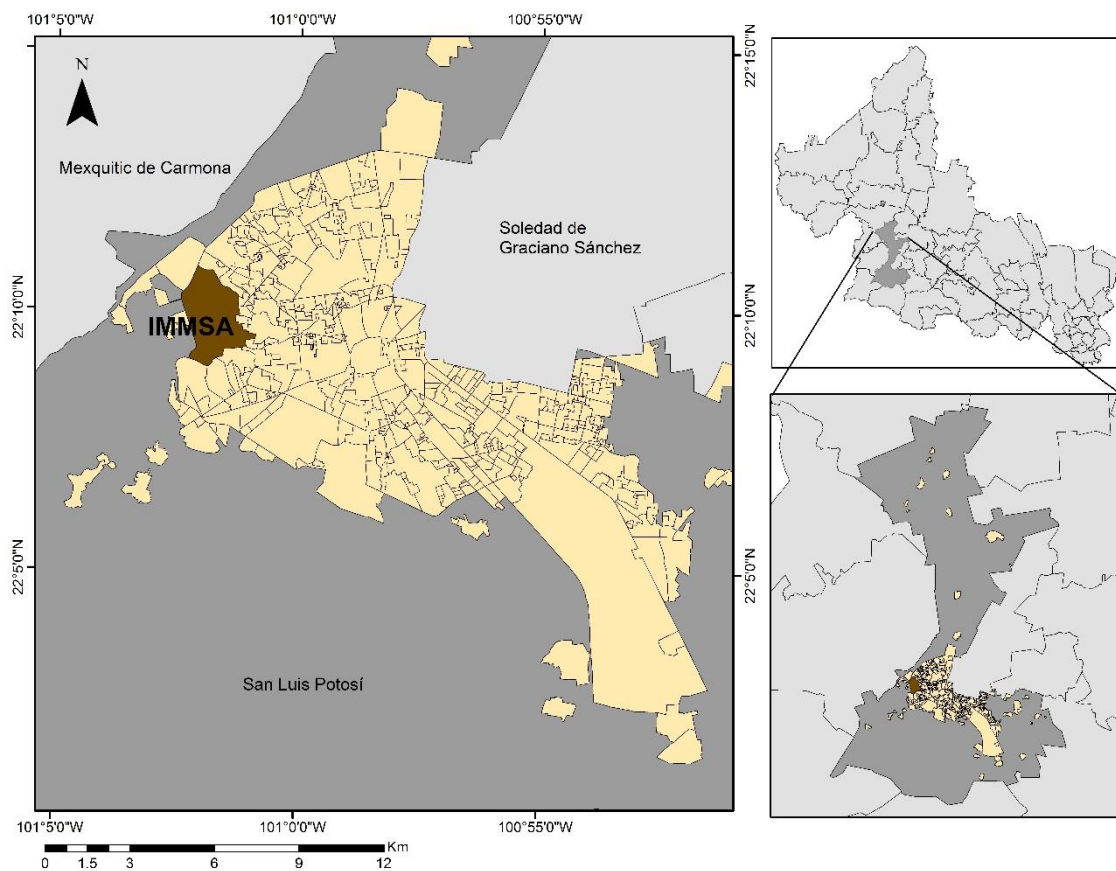 101°5'0"W
101°0'0"W
100°55'0"W
N
Mexquitic de Carmona
Soledad de
Graciano Sánchez
IMMSA
San Luis Potosí
22°10'0"N
22°5'0"N
22°15'0"N
22°10'0"N
22°5'0"N
101°5'0"W
101°0'0"W
100°55'0"W
Km
0 1.5 3 6 9 12